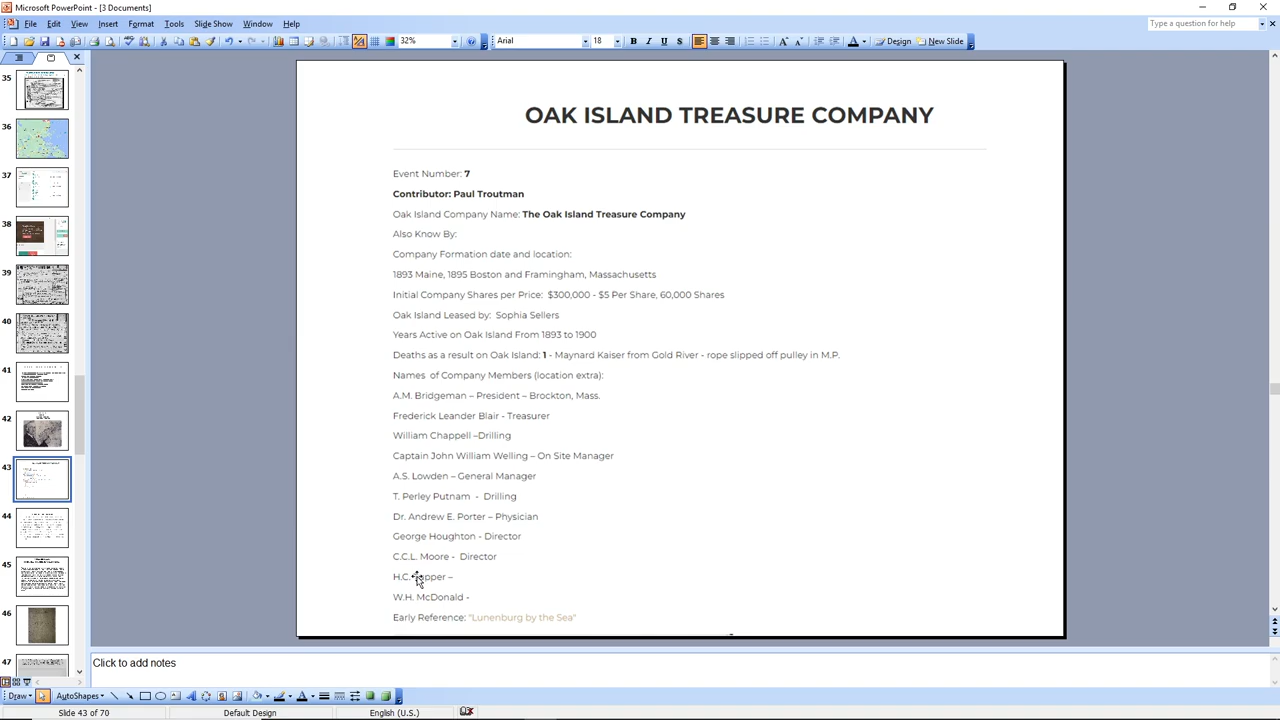 Microsoft PowerPoint - [3 Documents]
File Edit View Insert Format Tools Slide Show Window Help
Type a question for help
32%
Arial
18
B I U S
Design
New Slide
35
36
37
38
39
40
41
42
43
44
45
46
47
OAK ISLAND TREASURE COMPANY
Event Number: 7
Contributor: Paul Troutman
Oak Island Company Name: The Oak Island Treasure Company
Also Know By:
Company Formation date and location:
1893 Maine, 1895 Boston and Framingham, Massachusetts
Initial Company Shares per Price: $300,000 - $5 Per Share, 60,000 Shares
Oak Island Leased by: Sophia Sellers
Years Active on Oak Island From 1893 to 1900
Deaths as a result on Oak Island: 1 - Maynard Kaiser from Gold River - rope slipped off pulley in M.P.
Names of Company Members (location extra):
A.M. Bridgeman – President – Brockton, Mass.
Frederick Leander Blair - Treasurer
William Chappell –Drilling
Captain John William Welling – On Site Manager
A.S. Lowden – General Manager
T. Perley Putnam - Drilling
Dr. Andrew E. Porter – Physician
George Houghton - Director
C.C.L. Moore - Director
H.C. –
W.H. McDonald -
Early Reference: "Lunenburg by the Sea"
Click to add notes
Draw AutoShapes
Slide 43 of 70
Default Design
English (U.S.)